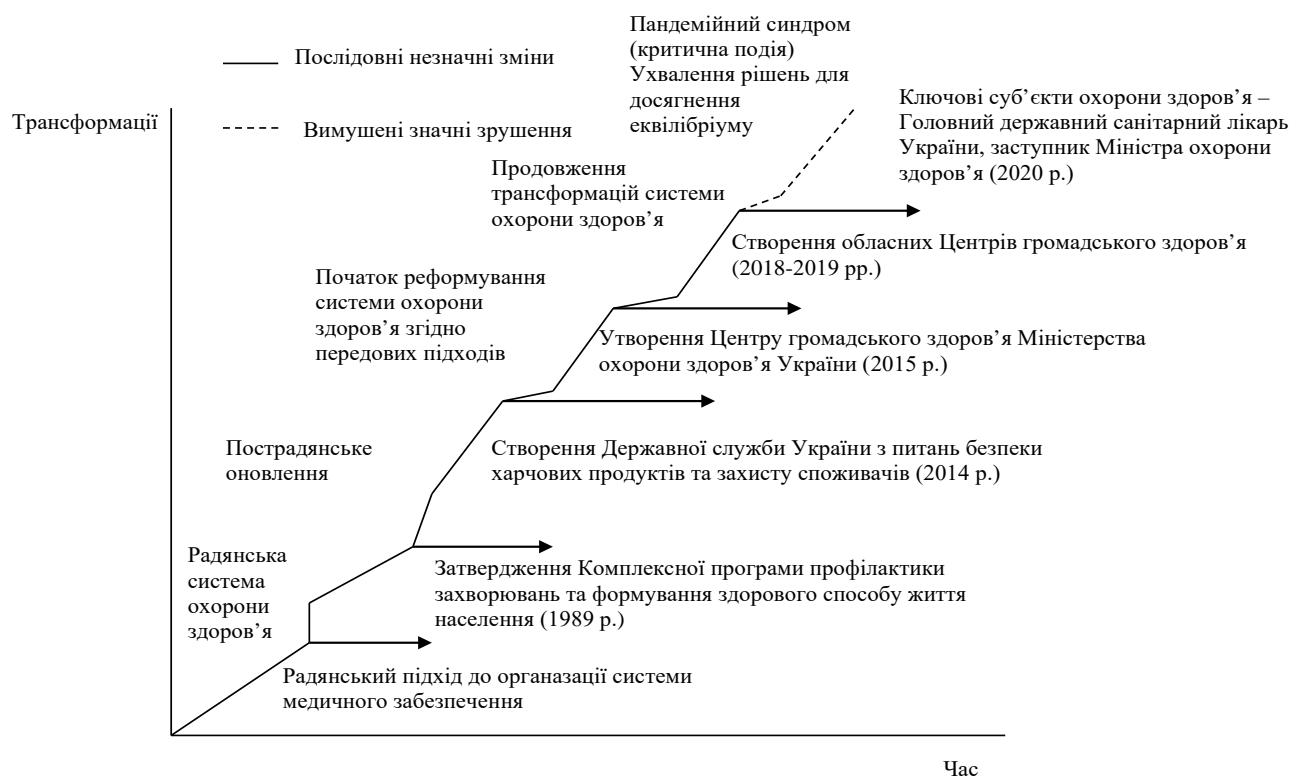 Пандемійний синдром
(критична подія)
Ухвалення рішень для
досягнення
еквілібріуму
Послідовні незначні зміни
Вимушені значні зрушення
Трансформації
Ключові суб’єкти охорони здоров’я –
Головний державний санітарний лікарь
України, заступник Міністра охорони
здоров’я (2020 р.)
Продовження
трансформацій системи
охорони здоров’я
Створення обласних Центрів громадського здоров’я
(2018-2019 рр.)
Початок реформування
системи охорони
здоров’я згідно
передових підходів
Утворення Центру громадського здоров’я Міністерства
охорони здоров’я України (2015 р.)
Пострадянське
оновлення
Створення Державної служби України з питань безпеки
харчових продуктів та захисту споживачів (2014 р.)
Радянська
система
охорони
здоров’я
Затвердження Комплексної програми профілактики
захворювань та формування здорового способу життя
населення (1989 р.)
Радянський підхід до органазації системи
медичного забезпечення
Час